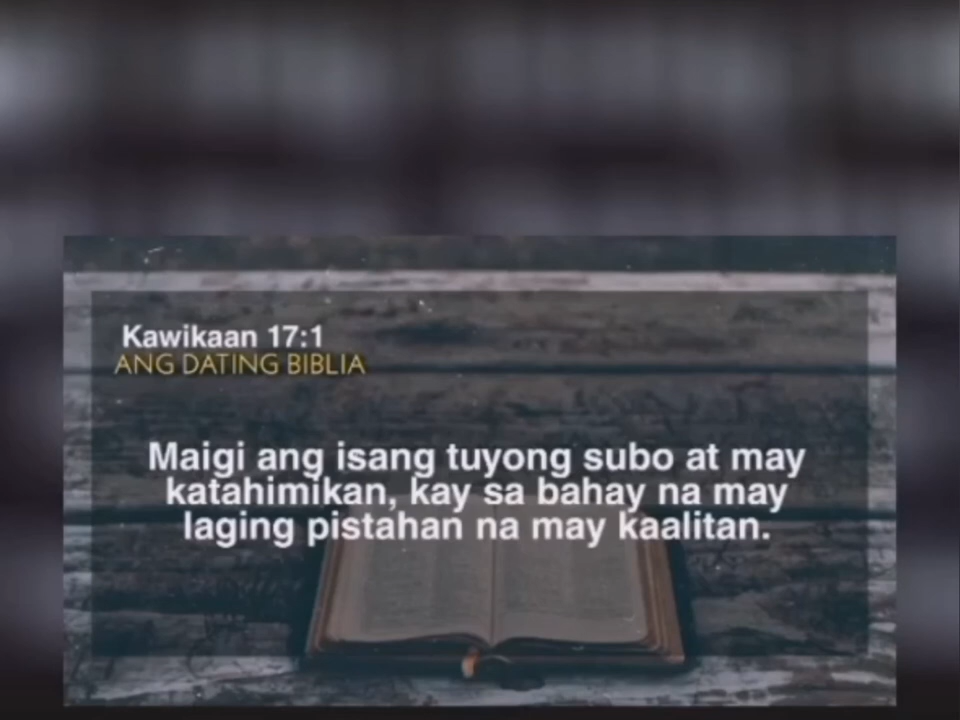 Kawikaan 17:1
ANG DATING BIBLIA
Maigi ang isang tuyong subo at may
katahimikan, kay sa bahay na may
laging pistahan na may kaalitan.